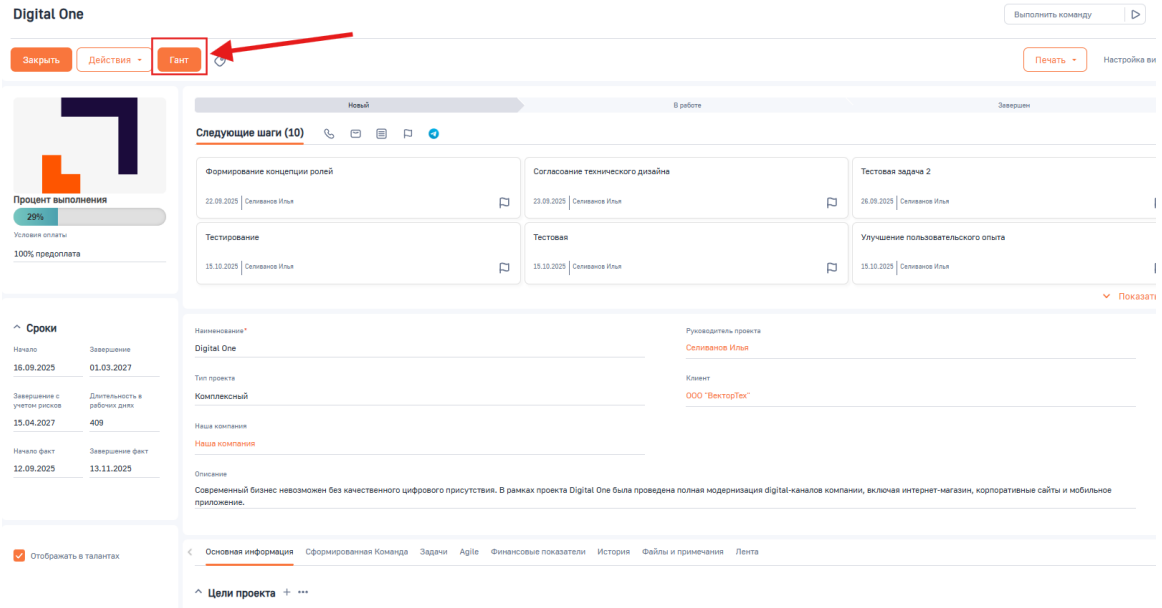 Digital One
Выполнить команду
Закрыть
Действия
Гант
Печать
Настройка ви
Новый
В работе
Завершен
Следующие шаги (10)
Формирование концепции ролей
22.09.2025 Селиванов Илья
Согласоание технического дизайна
23.09.2025 Селиванов Илья
Тестовая задача 2
26.09.2025 Селиванов Илья
Тестирование
15.10.2025 Селиванов Илья
Тестовая
15.10.2025 Селиванов Илья
Улучшение пользовательского опыта
15.10.2025 Селиванов Илья
Показать
Процент выполнения
29%
Условия оплаты
100% предоплата
Сроки
Начало Завершение
16.09.2025 01.03.2027
Завершение с Длительность в
учетом рисков рабочих днях
15.04.2027 409
Начало факт Завершение факт
12.09.2025 13.11.2025
Отображать в талантах
Наименование*
Digital One
Руководитель проекта
Селиванов Илья
Тип проекта
Комплексный
Клиент
ООО "ВекторТех"
Наша компания
Наша компания
Описание
Современный бизнес невозможен без качественного цифрового присутствия. В рамках проекта Digital One была проведена полная модернизация digital-каналов компании, включая интернет-магазин, корпоративные сайты и мобильное
приложение.
Основная информация Сформированная Команда Задачи Agile Финансовые показатели История Файлы и примечания Лента
Цели проекта